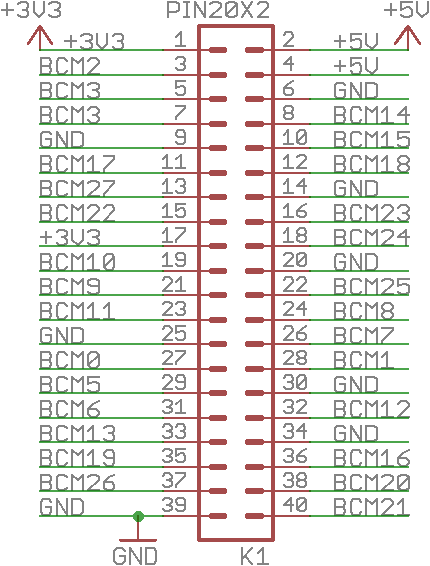 +3V3 PIN20X2 +5V
+3V3 1 2 +5V
BCM2 3 4 +5V
BCM3 5 6 GND
BCM3 7 8 BCM14
GND 9 10 BCM15
BCM17 11 12 BCM18
BCM27 13 14 GND
BCM22 15 16 BCM23
+3V3 17 18 BCM24
BCM10 19 20 GND
BCM9 21 22 BCM25
BCM11 23 24 BCM8
GND 25 26 BCM7
BCM0 27 28 BCM1
BCM5 29 30 GND
BCM6 31 32 BCM12
BCM13 33 34 GND
BCM19 35 36 BCM16
BCM26 37 38 BCM20
GND 39 40 BCM21
GND K1